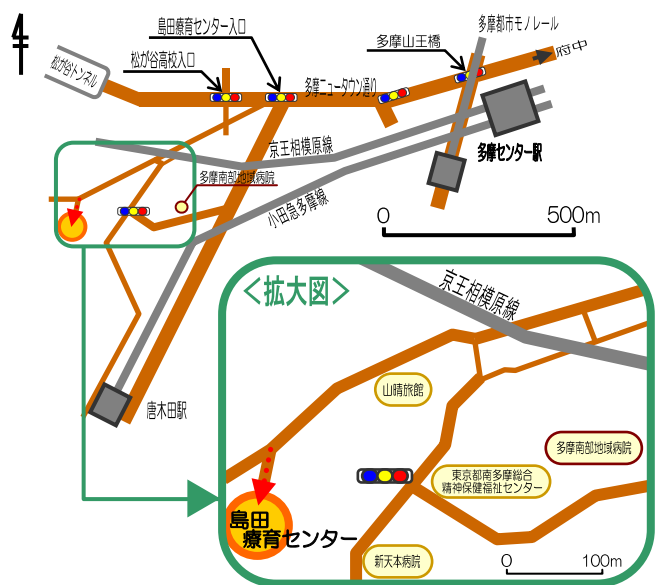 島田療育センター入口
多摩都市モノレール
多摩山王橋
府中
松が谷高校入口
松が谷トンネル
多摩ニュータウン通り
京王相模原線
多摩センター駅
多摩南部地域病院
小田急多摩線
0 500m
唐木田駅
<拡大図>
京王相模原線
山晴旅館
多摩南部地域病院
東京都南多摩総合
精神保健福祉センター
島田
療育センター
新天本病院
0 100m